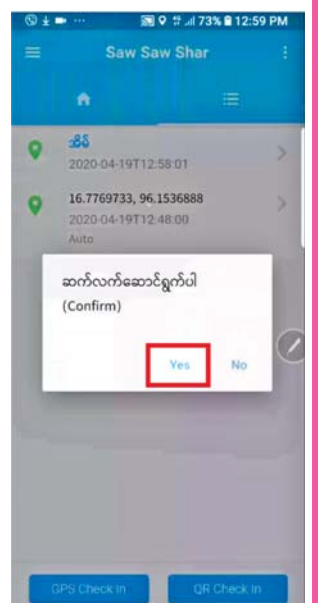 73% 12:59 PM
Saw Saw Shar
အိမ်
2020-04-19T12:58:01
16.7769733, 96.1536888
2020-04-19T12:48:00
Auto
ဆက်လက်ဆောင်ရွက်ပါ
(Confirm)
Yes No
GPS Check In QR Check In